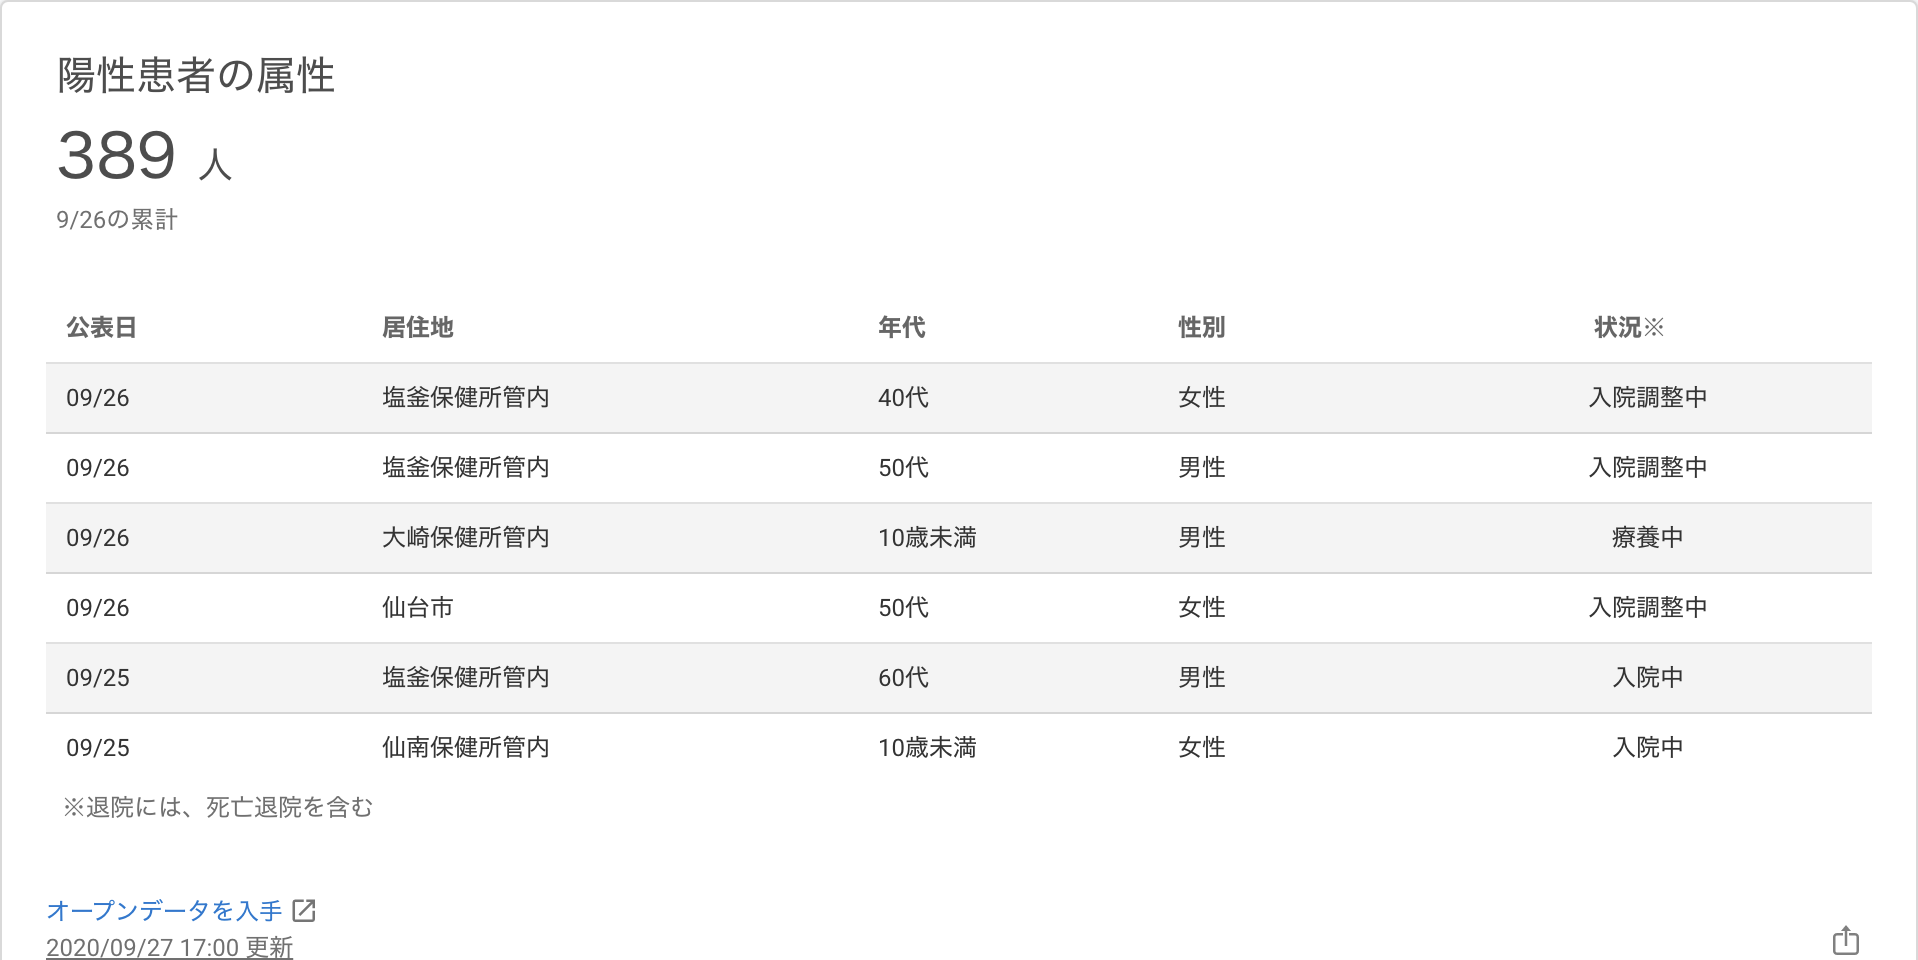 陽性患者の属性
389 人
9/26の累計
公表日 居住地 年代 性別 状況※
09/26 塩釜保健所管内 40代 女性 入院調整中
09/26 塩釜保健所管内 50代 男性 入院調整中
09/26 大崎保健所管内 10歳未満 男性 療養中
09/26 仙台市 50代 女性 入院調整中
09/25 塩釜保健所管内 60代 男性 入院中
09/25 仙南保健所管内 10歳未満 女性 入院中
※退院には、死亡退院を含む
オープンデータを入手
2020/09/27 17:00 更新